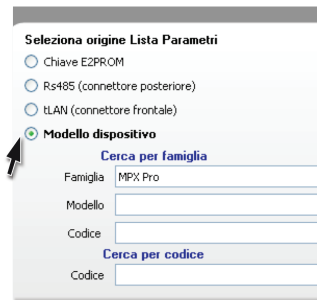 Seleziona origine Lista Parametri
Chiave E2PROM
Rs485 (connettore posteriore)
tLAN (connettore frontale)
Modello dispositivo
Cerca per famiglia
Famiglia MPX Pro
Modello
Codice
Cerca per codice
Codice